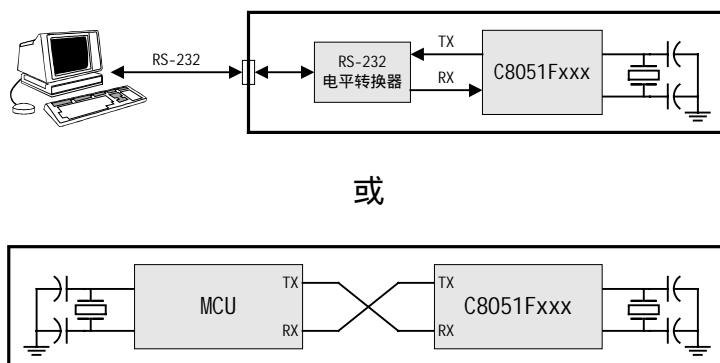 RS-232
RS-232
电平转换器
TX
RX
C8051Fxxx
或
MCU
TX
RX
TX
RX
C8051Fxxx